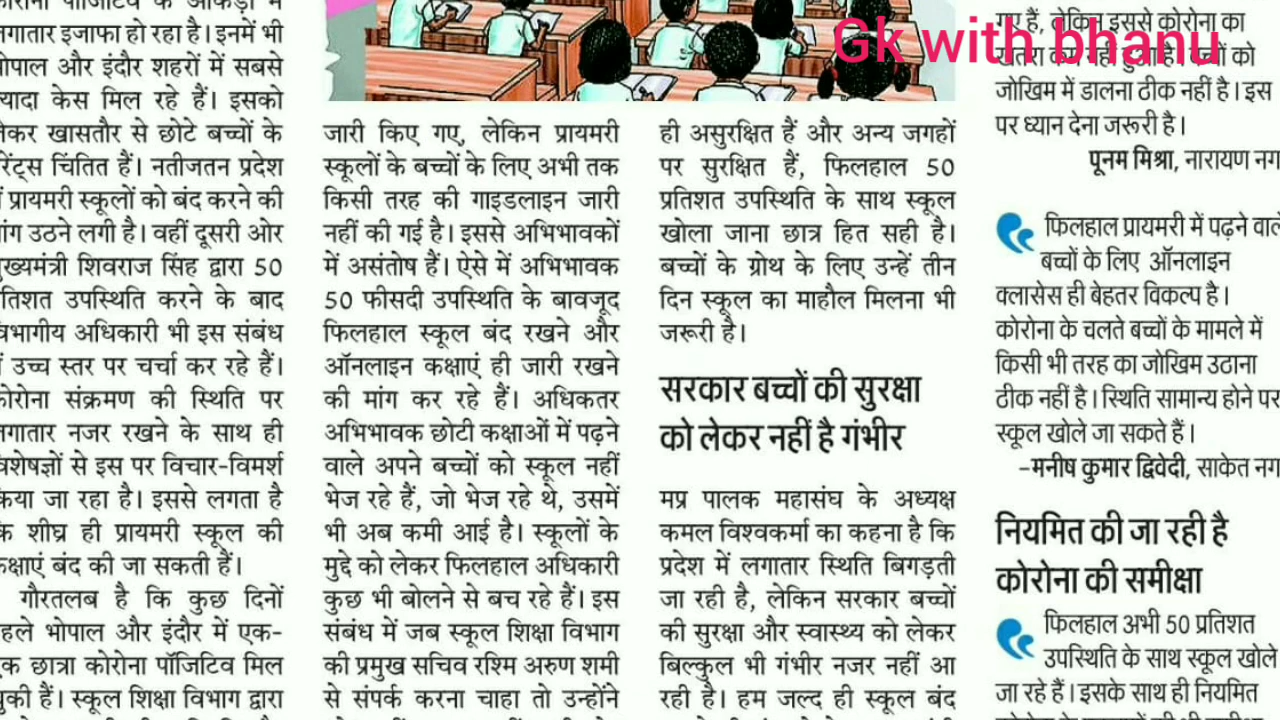 Gk with bhanu
लगातार इजाफा हो रहा है। इनमें भी
भोपाल और इंदौर शहरों में सबसे
ज्यादा केस मिल रहे हैं। इसको
लेकर खासतौर से छोटे बच्चों के
पेरेंट्स चिंतित हैं। नतीजतन प्रदेश
में प्रायमरी स्कूलों को बंद करने की
मांग उठने लगी है। वहीं दूसरी ओर
मुख्यमंत्री शिवराज सिंह द्वारा 50
प्रतिशत उपस्थिति करने के बाद
विभागीय अधिकारी भी इस संबंध
में उच्च स्तर पर चर्चा कर रहे हैं।
कोरोना संक्रमण की स्थिति पर
लगातार नजर रखने के साथ ही
विशेषज्ञों से इस पर विचार-विमर्श
किया जा रहा है। इससे लगता है
कि शीघ्र ही प्रायमरी स्कूल की
कक्षाएं बंद की जा सकती हैं।
गौरतलब है कि कुछ दिनों
पहले भोपाल और इंदौर में एक-
एक छात्रा कोरोना पॉजिटिव मिल
चुकी हैं। स्कूल शिक्षा विभाग द्वारा
जारी किए गए, लेकिन प्रायमरी
स्कूलों के बच्चों के लिए अभी तक
किसी तरह की गाइडलाइन जारी
नहीं की गई है। इससे अभिभावकों
में असंतोष हैं। ऐसे में अभिभावक
50 फीसदी उपस्थिति के बावजूद
फिलहाल स्कूल बंद रखने और
ऑनलाइन कक्षाएं ही जारी रखने
की मांग कर रहे हैं। अधिकतर
अभिभावक छोटी कक्षाओं में पढ़ने
वाले अपने बच्चों को स्कूल नहीं
भेज रहे हैं, जो भेज रहे थे, उसमें
भी अब कमी आई है। स्कूलों के
मुद्दे को लेकर फिलहाल अधिकारी
कुछ भी बोलने से बच रहे हैं। इस
संबंध में जब स्कूल शिक्षा विभाग
की प्रमुख सचिव रश्मि अरुण शमी
से संपर्क करना चाहा तो उन्होंने
ही असुरक्षित हैं और अन्य जगहों
पर सुरक्षित हैं, फिलहाल 50
प्रतिशत उपस्थिति के साथ स्कूल
खोला जाना छात्र हित सही है।
बच्चों के ग्रोथ के लिए उन्हें तीन
दिन स्कूल का माहौल मिलना भी
जरूरी है।
सरकार बच्चों की सुरक्षा
को लेकर नहीं है गंभीर
मप्र पालक महासंघ के अध्यक्ष
कमल विश्वकर्मा का कहना है कि
प्रदेश में लगातार स्थिति बिगड़ती
जा रही है, लेकिन सरकार बच्चों
की सुरक्षा और स्वास्थ्य को लेकर
बिल्कुल भी गंभीर नजर नहीं आ
रही है। हम जल्द ही स्कूल बंद
गए हैं, लेकिन इससे कोरोना का
को
जोखिम में डालना ठीक नहीं है। इस
पर ध्यान देना जरूरी है।
पूनम मिश्रा, नारायण नग
फिलहाल प्रायमरी में पढ़ने वाले
बच्चों के लिए ऑनलाइन
क्लासेस ही बेहतर विकल्प है।
कोरोना के चलते बच्चों के मामले में
किसी भी तरह का जोखिम उठाना
ठीक नहीं है। स्थिति सामान्य होने पर
स्कूल खोले जा सकते हैं।
-मनीष कुमार द्विवेदी, साकेत नग
नियमित की जा रही है
कोरोना की समीक्षा
फिलहाल अभी 50 प्रतिशत
उपस्थिति के साथ स्कूल खोले
जा रहे हैं। इसके साथ ही नियमित